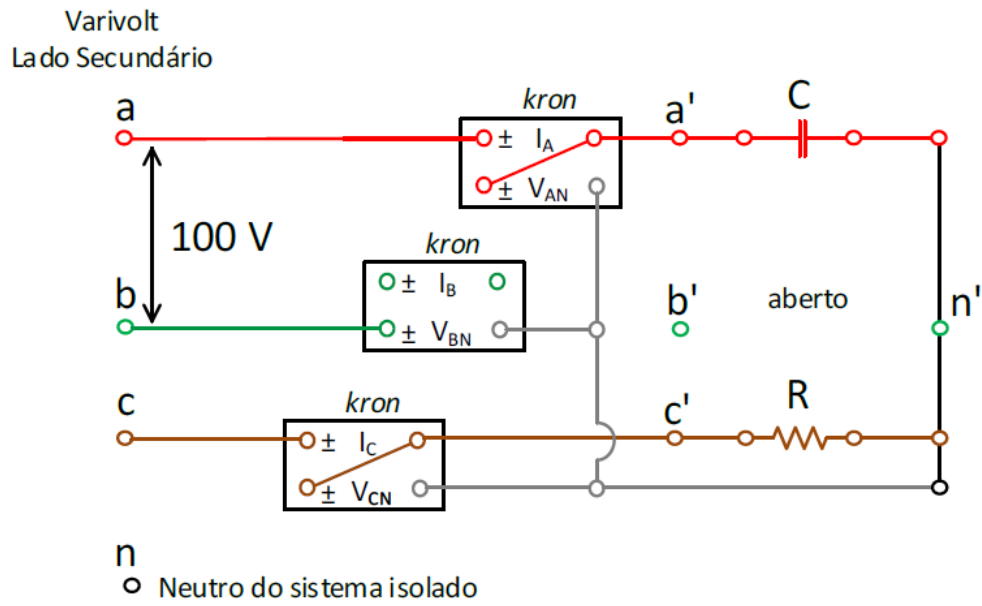 Varivolt
Lado Secundário
a
kron
± I_A
± V_AN
a'
C
100 V
b
kron
± I_B
± V_BN
b'
aberto
n'
c
kron
± I_C
± V_CN
c'
R
n
Neutro do sistema isolado